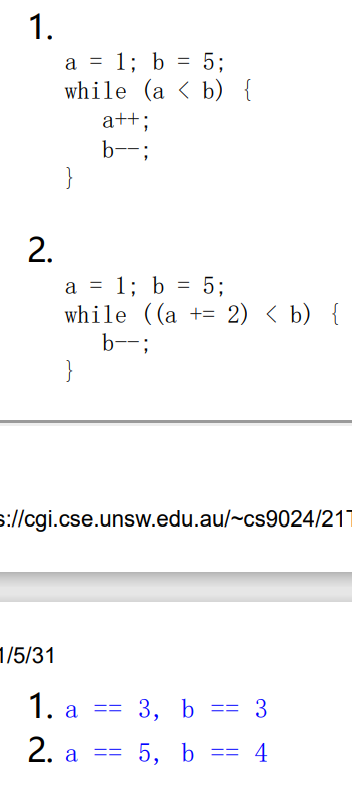 1.
a = 1; b = 5;
while (a < b) {
a++;
b--;
}
2.
a = 1; b = 5;
while ((a += 2) < b) {
b--;
}
s://cgi.cse.unsw.edu.au/~cs9024/21T
1/5/31
1. a == 3, b == 3
2. a == 5, b == 4